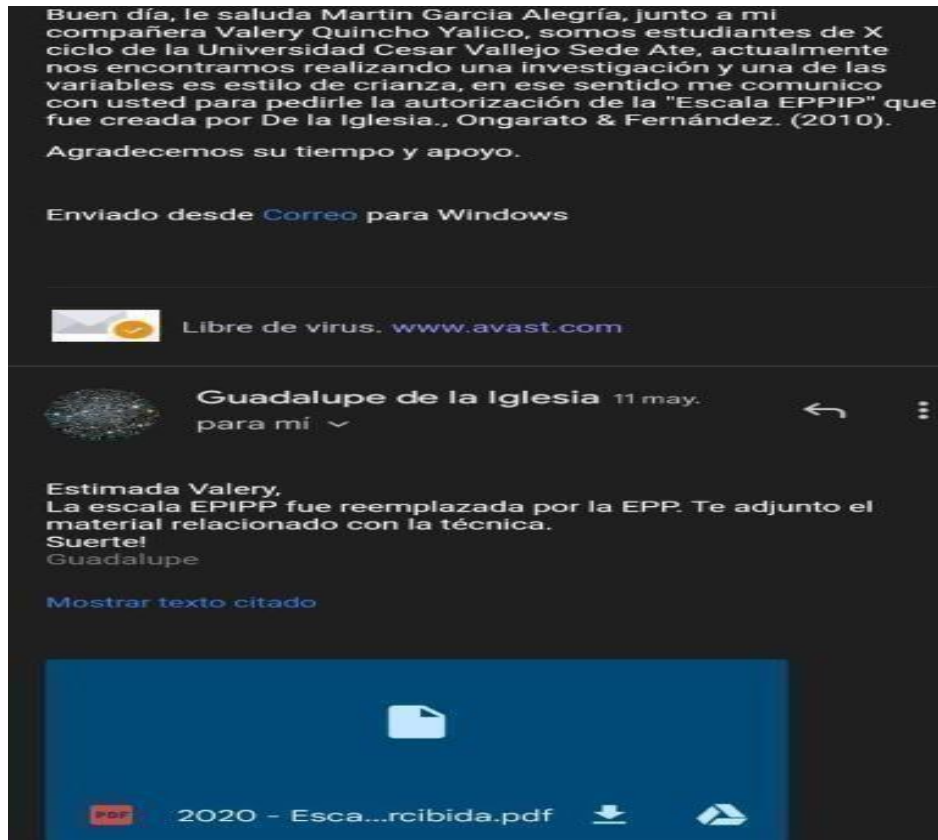 Buen día, le saluda Martin Garcia Alegría, junto a mi
compañera Valery Quincho Yalico, somos estudiantes de X
ciclo de la Universidad Cesar Vallejo Sede Ate, actualmente
nos encontramos realizando una investigación y una de las
variables es estilo de crianza, en ese sentido me comunico
con usted para pedirle la autorización de la "Escala EPPIP" que
fue creada por De la Iglesia., Ongarato & Fernández. (2010).
Agradecemos su tiempo y apoyo.
Enviado desde Correo para Windows
Libre de virus. www.avast.com
Guadalupe de la Iglesia 11 may.
para mí
Estimada Valery,
La escala EPIPP fue reemplazada por la EPP. Te adjunto el
material relacionado con la técnica.
Suerte!
Guadalupe
Mostrar texto citado
PDF 2020 - Esca...rcibida.pdf